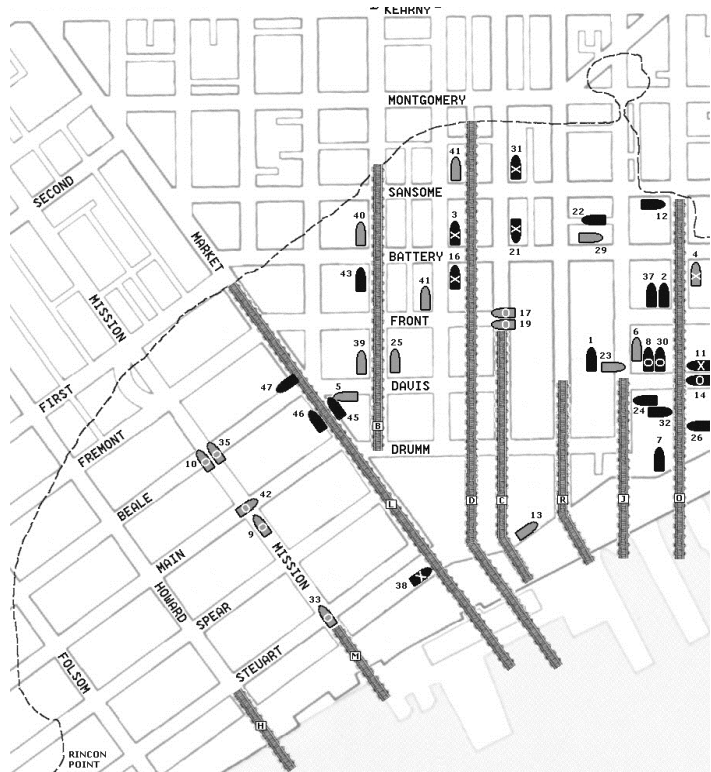 KEARNY
MONTGOMERY
41
31
SECOND
SANSOME
22
12
40
3
21
29
MARKET
BATTERY
4
43
16
41
37 2
MISSION
17
FRONT
19
39
25
1
23
6
8 30
11
FIRST
47
5
DAVIS
14
46
45
24
32
B
26
FREMONT
DRUMM
7
10
35
BEALE
42
L
D
C
R
J
O
9
13
MAIN
MISSION
38
HOWARD
SPEAR
33
FOLSOM
STEUART
M
H
RINCON
POINT